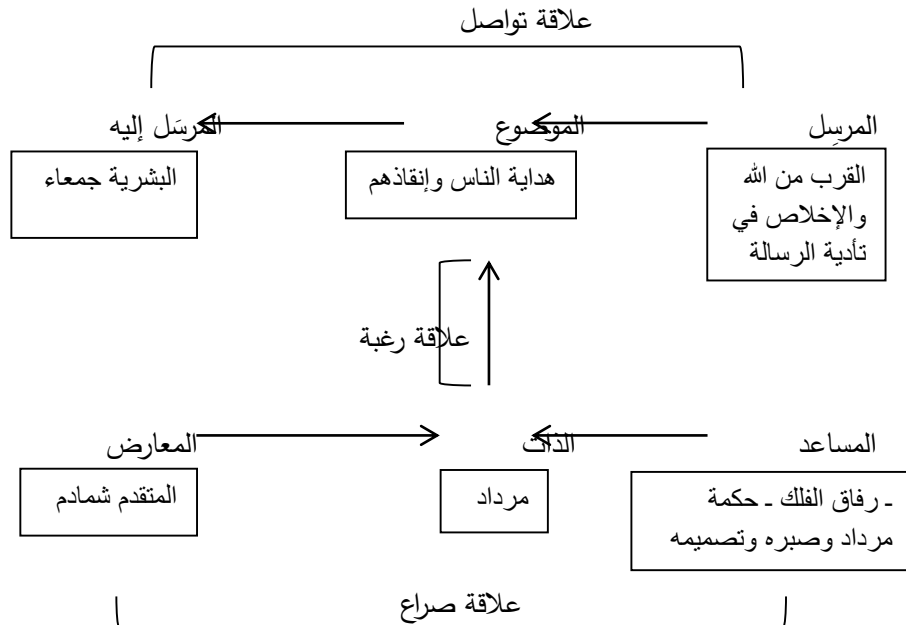 علاقة تواصل
المرسِل
الموضوع
المرسَل إليه
القرب من الله
والإخلاص في
تأدية الرسالة
هداية الناس وإنقاذهم
البشرية جمعاء
علاقة رغبة
المساعد
الذات
المعارض
ـ رفاق الفلك ـ حكمة
مرداد وصبره وتصميمه
مرداد
المتقدم شمادم
علاقة صراع